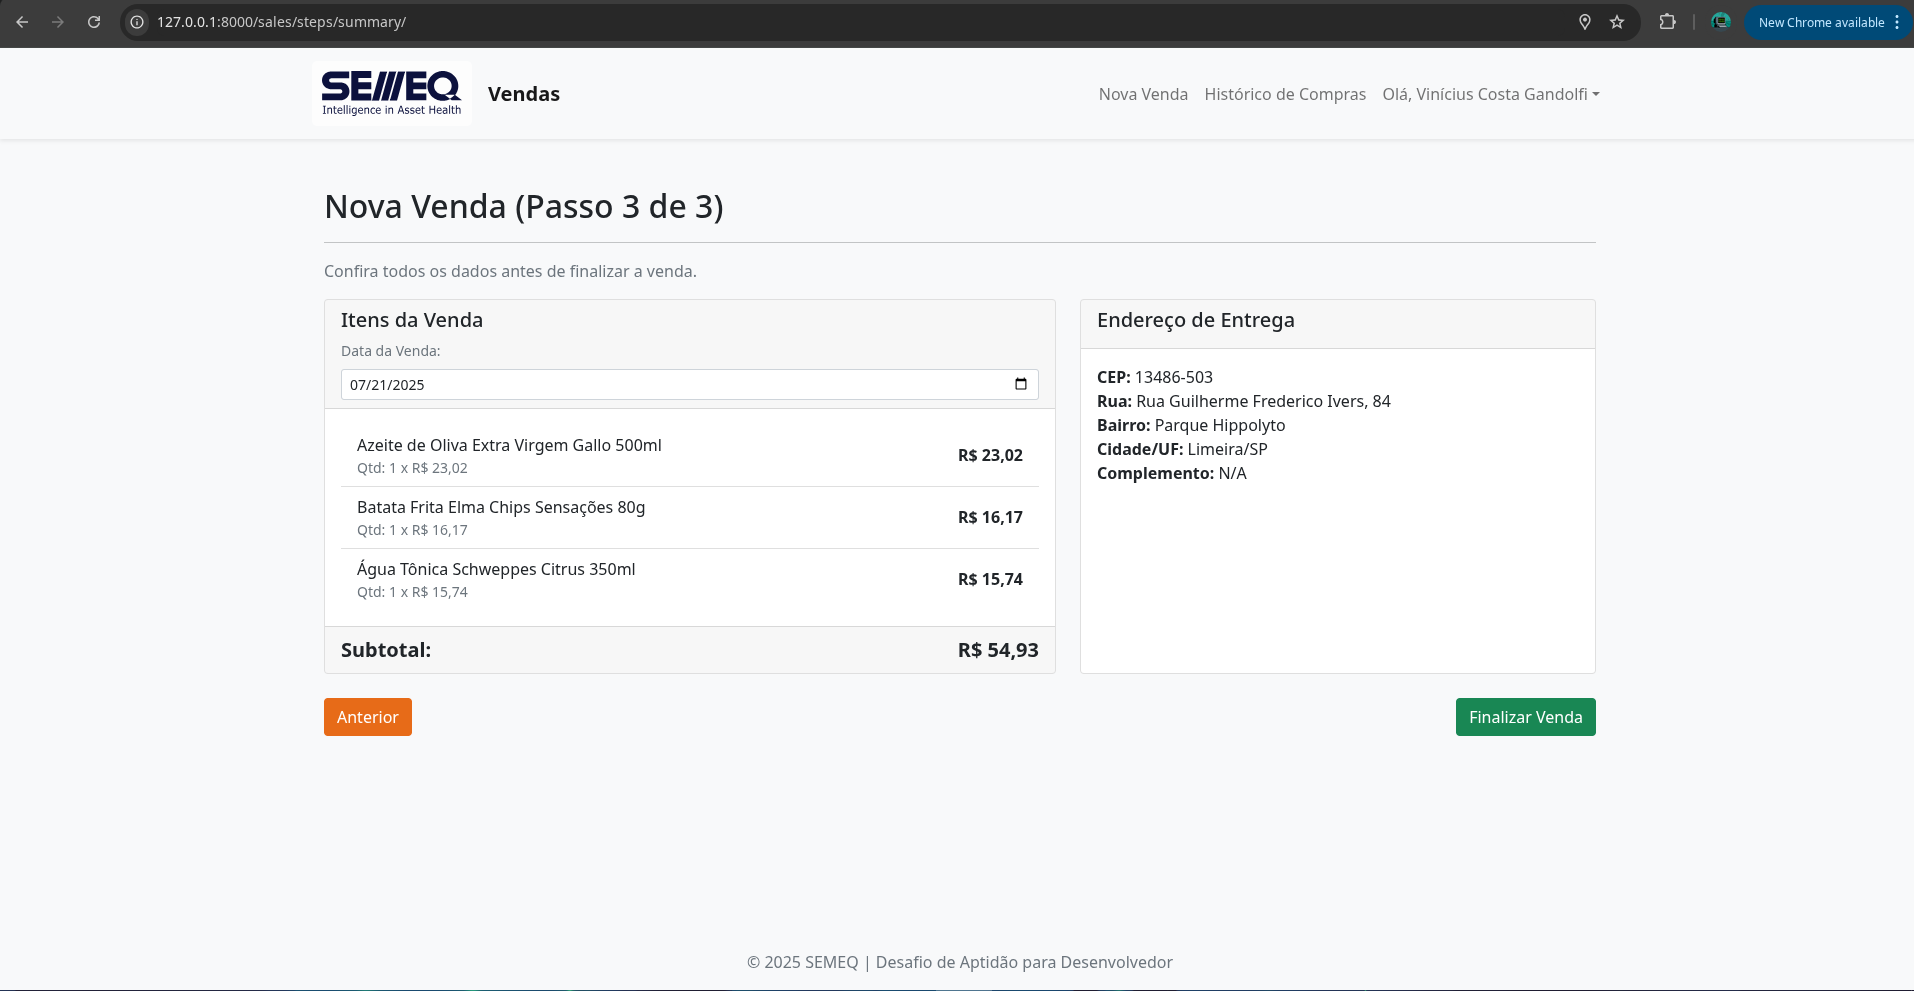 127.0.0.1:8000/sales/steps/summary/
New Chrome available
SEMEQ
Intelligence in Asset Health
Vendas
Nova Venda
Histórico de Compras
Olá, Vinícius Costa Gandolfi
Nova Venda (Passo 3 de 3)
Confira todos os dados antes de finalizar a venda.
Itens da Venda
Data da Venda:
07/21/2025
Azeite de Oliva Extra Virgem Gallo 500ml
Qtd: 1 x R$ 23,02
R$ 23,02
Batata Frita Elma Chips Sensações 80g
Qtd: 1 x R$ 16,17
R$ 16,17
Água Tônica Schweppes Citrus 350ml
Qtd: 1 x R$ 15,74
R$ 15,74
Subtotal:
R$ 54,93
Endereço de Entrega
CEP: 13486-503
Rua: Rua Guilherme Frederico Ivers, 84
Bairro: Parque Hippolyto
Cidade/UF: Limeira/SP
Complemento: N/A
Anterior
Finalizar Venda
© 2025 SEMEQ | Desafio de Aptidão para Desenvolvedor